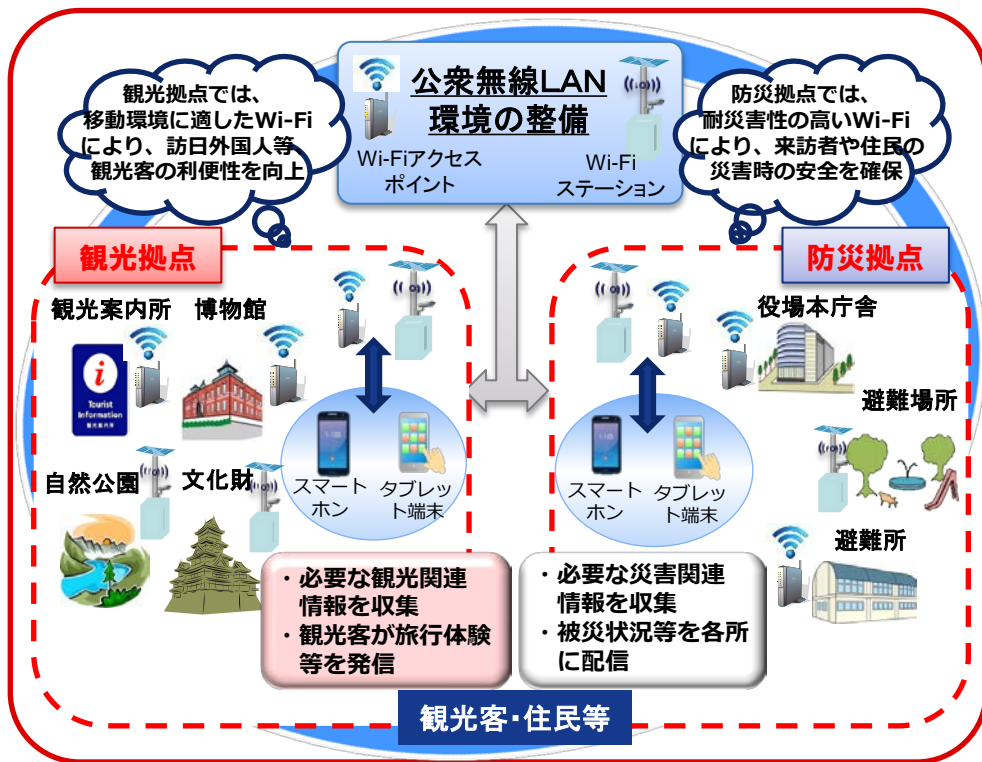 公衆無線LAN
環境の整備
Wi-Fiアクセス
ポイント
Wi-Fi
ステーション
観光拠点では、
移動環境に適したWi-Fi
により、訪日外国人等、
観光客の利便性を向上
防災拠点では、
耐災害性の高いWi-Fi
により、来訪者や住民の
災害時の安全を確保
観光拠点
観光案内所
博物館
i
Tourist
Information
観光案内所
自然公園
文化財
スマート
ホン
タブレッ
ト端末
・必要な観光関連
情報を収集
・観光客が旅行体験
等を発信
防災拠点
役場本庁舎
避難場所
避難所
スマート
ホン
タブレッ
ト端末
・必要な災害関連
情報を収集
・被災状況等を各所
に配信
観光客・住民等